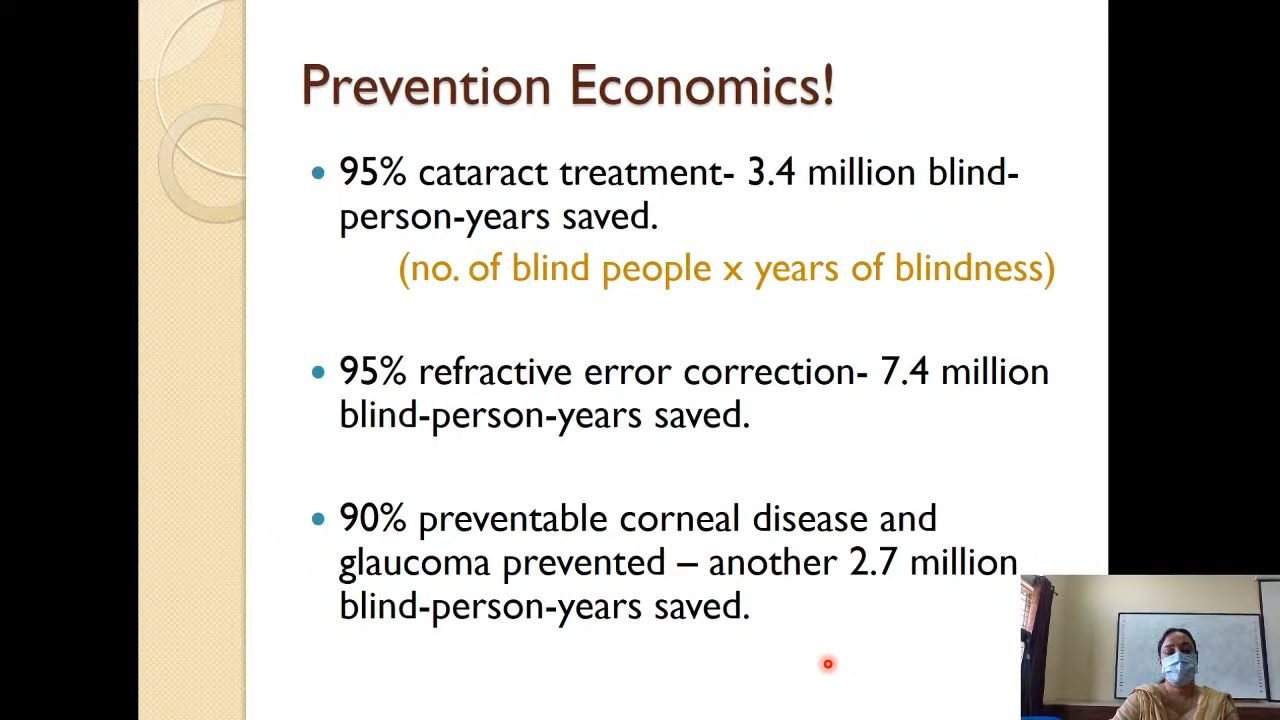 Prevention Economics!
95% cataract treatment- 3.4 million blind-
person-years saved.
(no. of blind people x years of blindness)
95% refractive error correction- 7.4 million
blind-person-years saved.
90% preventable corneal disease and
glaucoma prevented – another 2.7 million
blind-person-years saved.